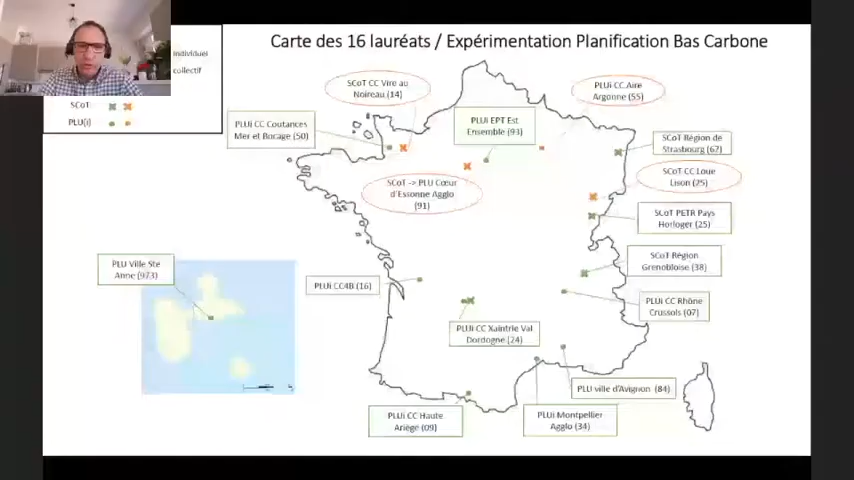 Carte des 16 lauréats / Expérimentation Planification Bas Carbone
individuel
collectif
SCoT
PLU(i)
SCoT CC Vire au
Noireau (14)
PLUi CC Aire
Argonne (55)
PLUi CC Coutances
Mer et Bocage (50)
PLUi EPT Est
Ensemble (93)
SCoT Région de
Strasbourg (67)
SCoT -> PLU Cœur
d'Essonne Agglo
(91)
SCoT CC Loue
Lison (25)
SCoT PETR Pays
Horloger (25)
PLU Ville Ste
Anne (973)
SCoT Région
Grenobloise (38)
PLUi CC4B (16)
PLUi CC Rhône
Crussols (07)
PLUi CC Xaintrie Val
Dordogne (24)
PLU ville d'Avignon (84)
PLUi CC Haute
Ariège (09)
PLUi Montpellier
Agglo (34)